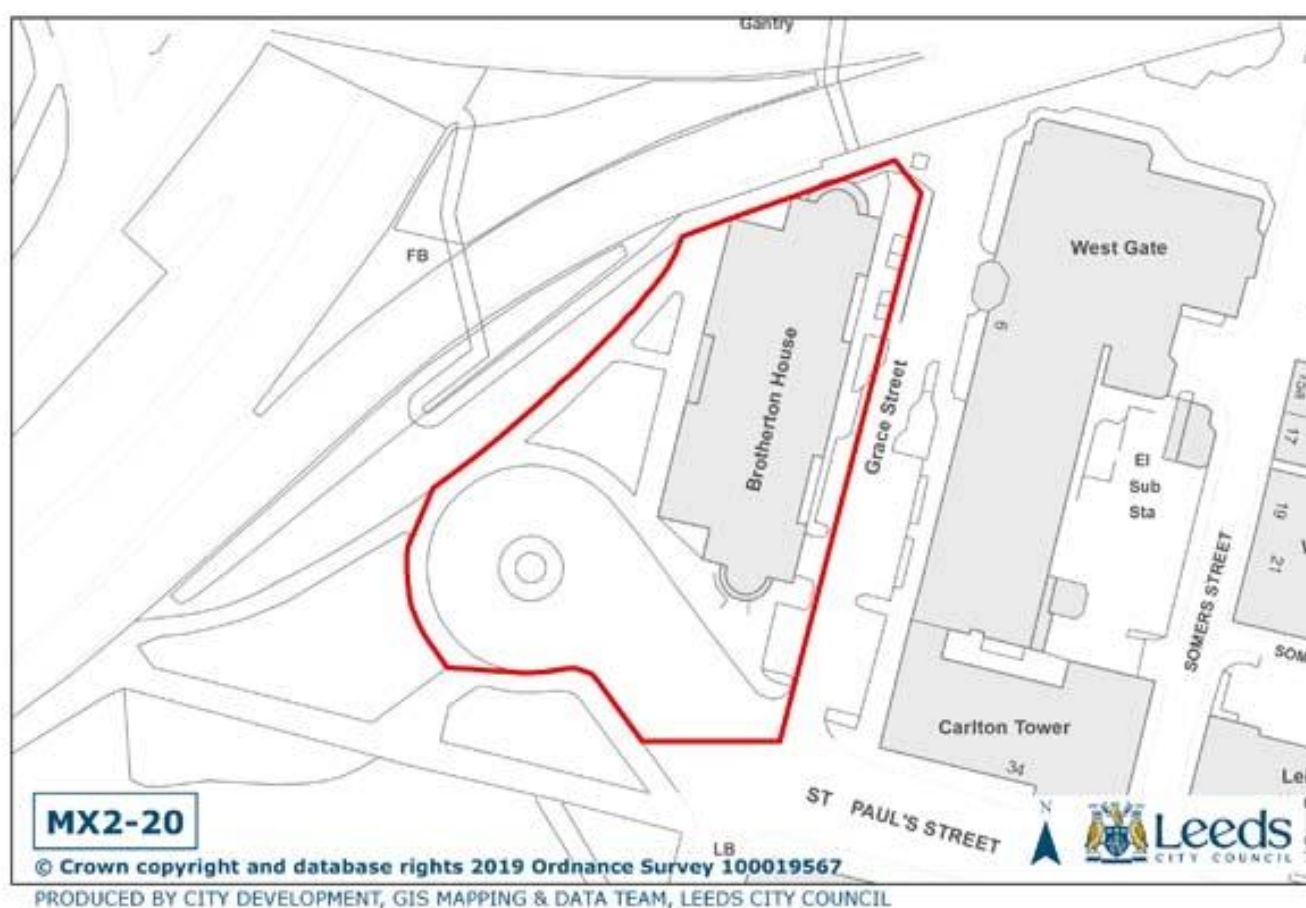 Gantry
FB
West Gate
6
Brotherton House
Grace Street
17
El
Sub
Sta
19
21
SOMERS STREET
Carlton Tower
34
ST PAUL'S STREET
LB
MX2-20
N
Leeds
CITY COUNCIL
© Crown copyright and database rights 2019 Ordnance Survey 100019567
PRODUCED BY CITY DEVELOPMENT, GIS MAPPING & DATA TEAM, LEEDS CITY COUNCIL